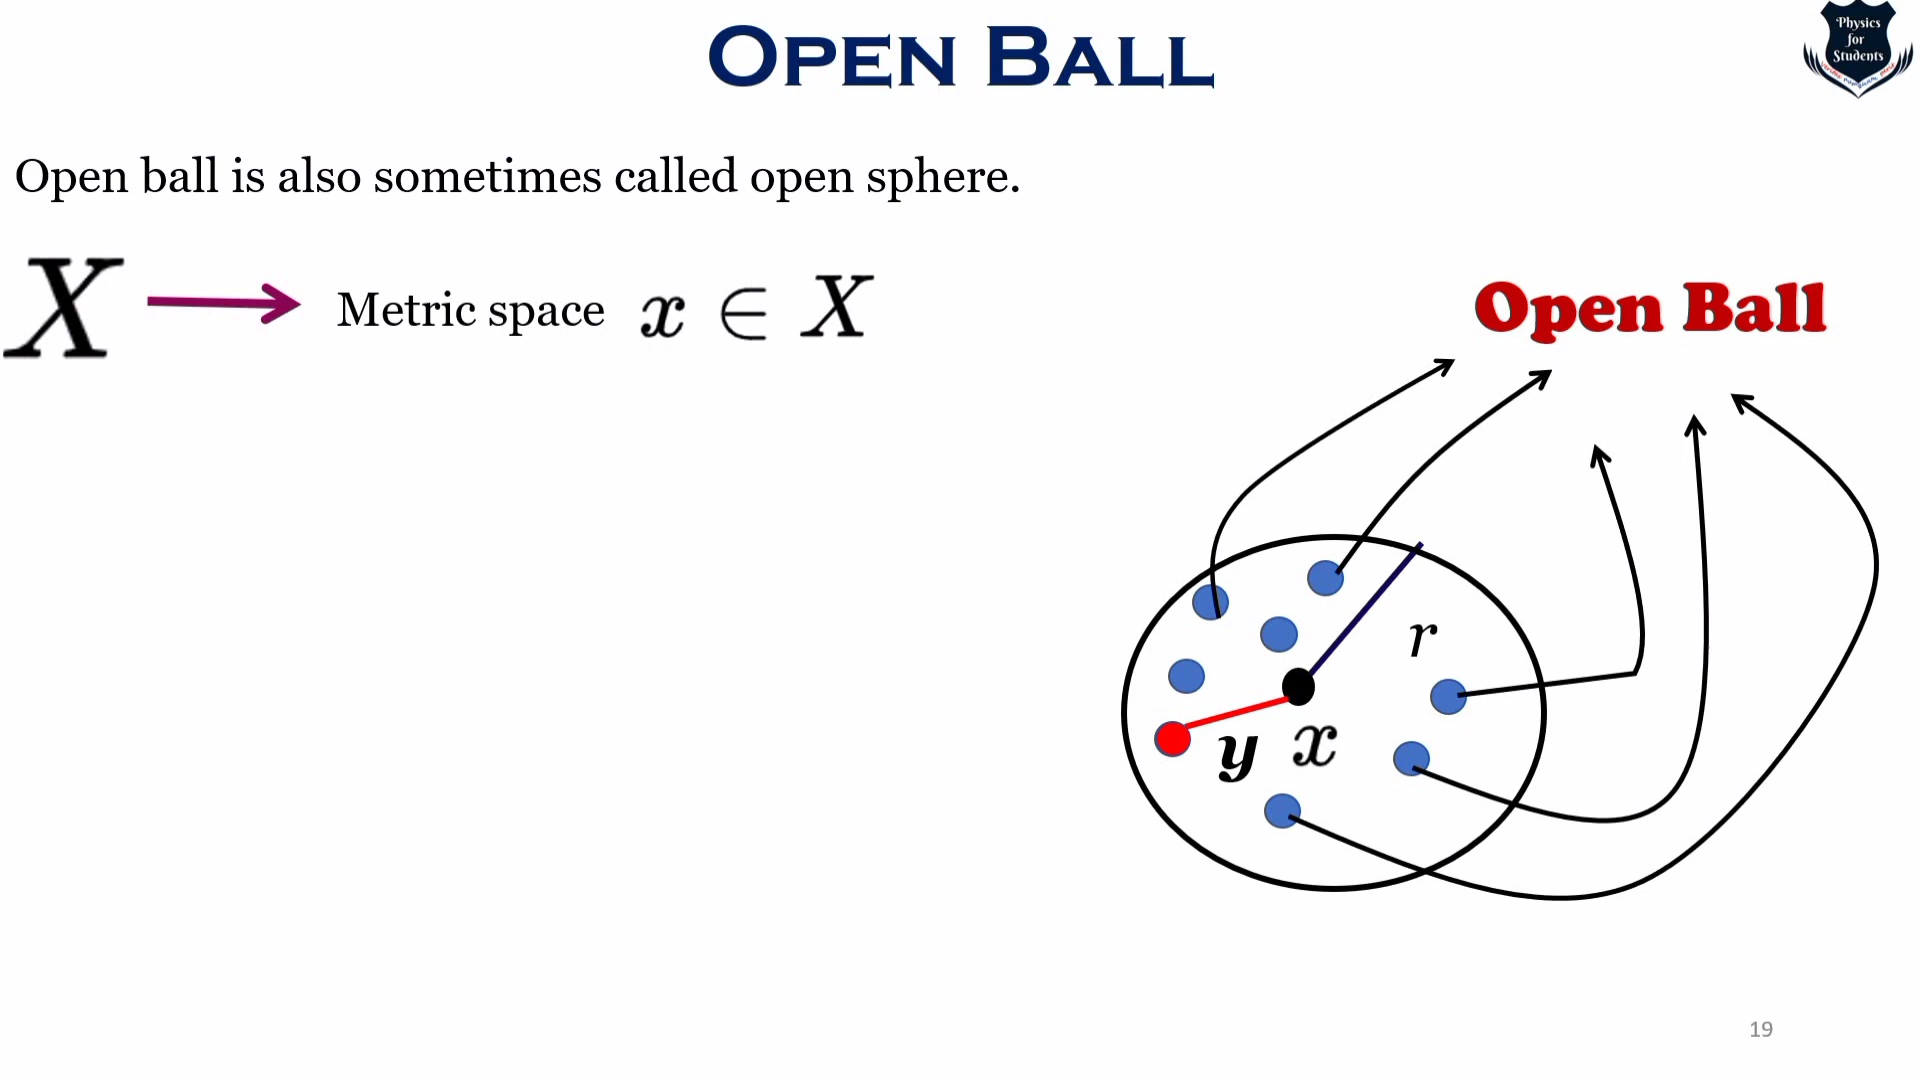 OPEN BALL
Physics
for
Students
Open ball is also sometimes called open sphere.
X
Metric space x ∈ X
Open Ball
r
y x
19